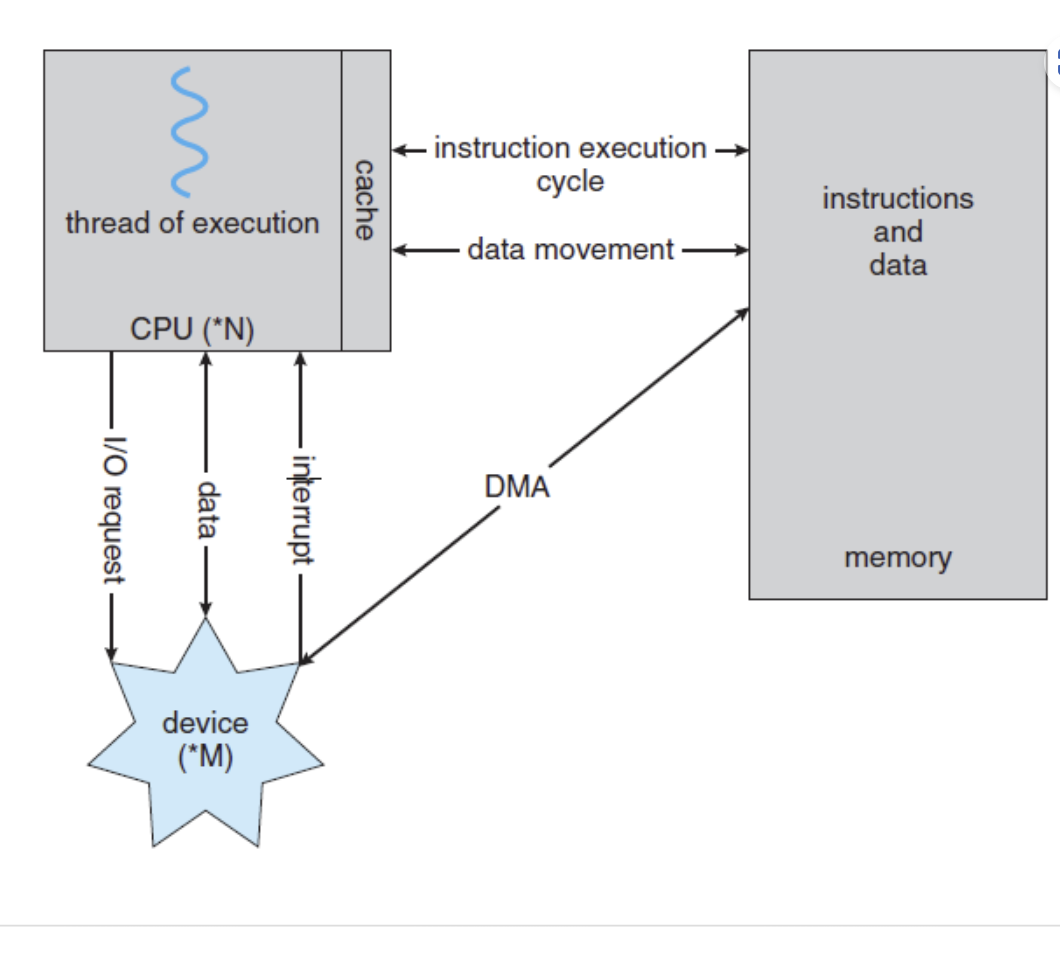 thread of execution
CPU (*N)
cache
instruction execution
cycle
data movement
instructions
and
data
memory
I/O request
data
interrupt
DMA
device
(*M)